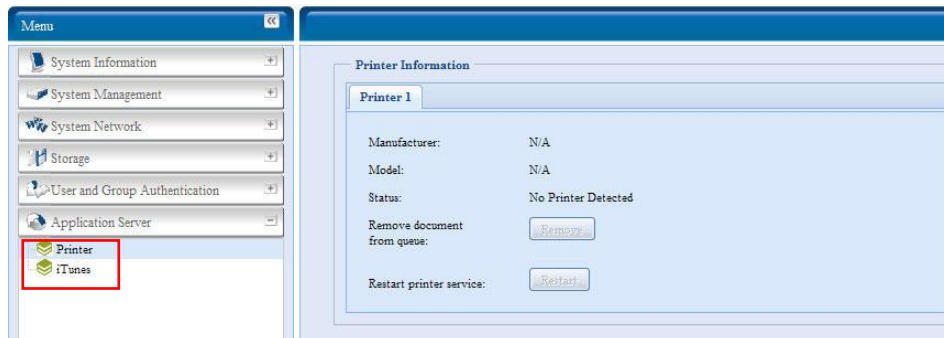 Menu
System Information
System Management
System Network
Storage
User and Group Authentication
Application Server
Printer
iTunes
Printer Information
Printer 1
Manufacturer: N/A
Model: N/A
Status: No Printer Detected
Remove document
from queue: Remove
Restart printer service: Restart